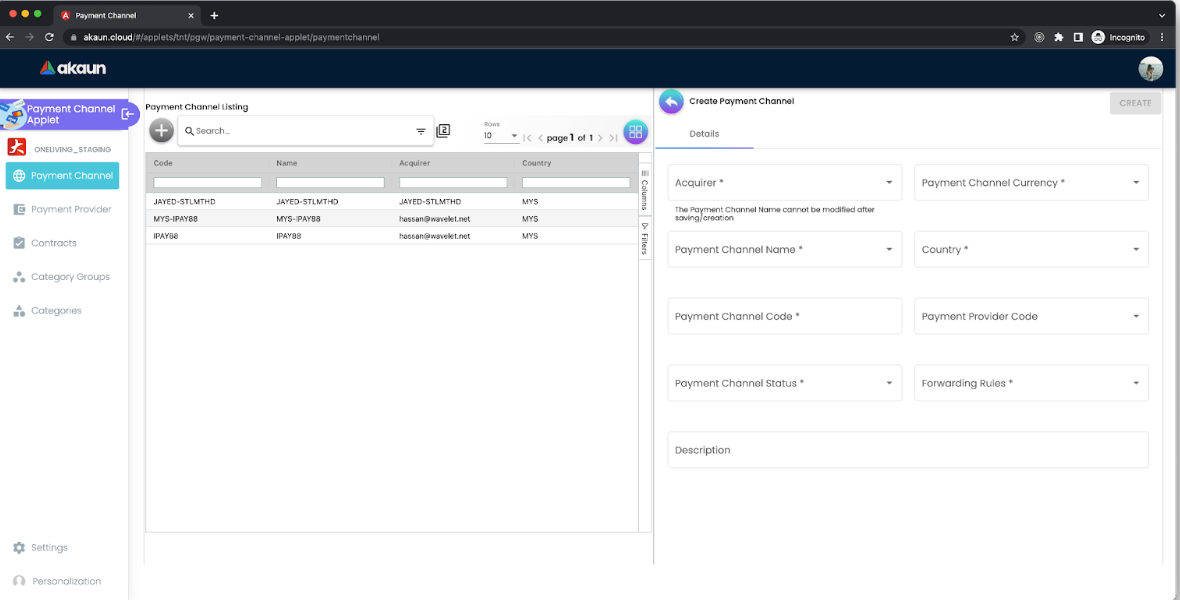 Payment Channel
akaun.cloud/#/applets/tnt/pgw/payment-channel-applet/paymentchannel
Incognito
akaun
Payment Channel
Applet
ONELIVING_STAGING
Payment Channel
Payment Provider
Contracts
Category Groups
Categories
Settings
Personalization
Payment Channel Listing
Search...
2
Rows
10
page 1 of 1
Code Name Acquirer Country
JAYED-STLMTHD JAYED-STLMTHD JAYED-STLMTHD MYS
MYS-IPAY88 MYS-IPAY88 hassan@wavelet.net MYS
IPAY88 IPAY88 hassan@wavelet.net MYS
Columns
Filters
Create Payment Channel
CREATE
Details
Acquirer * Payment Channel Currency *
The Payment Channel Name cannot be modified after
saving/creation
Payment Channel Name * Country *
Payment Channel Code * Payment Provider Code
Payment Channel Status * Forwarding Rules *
Description